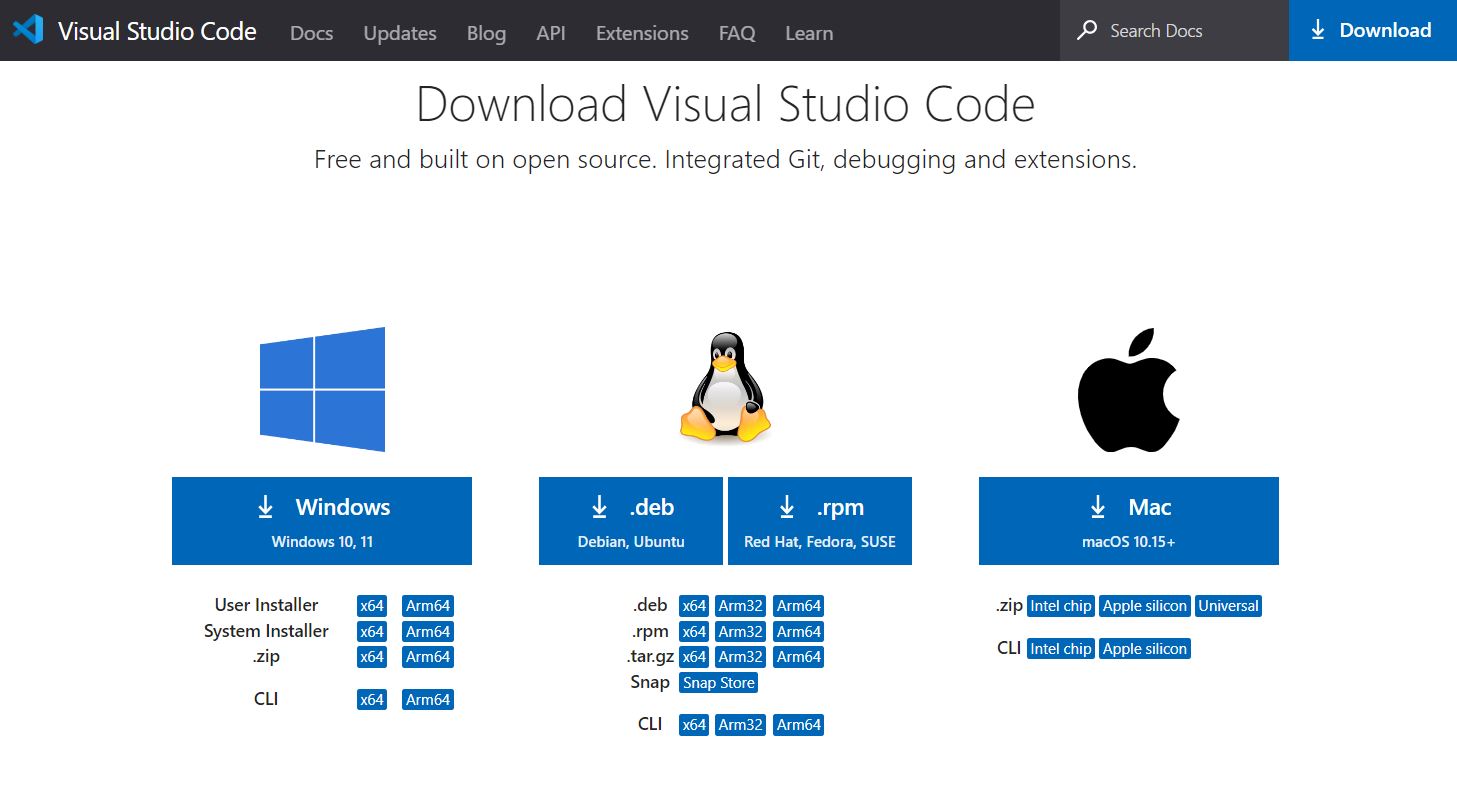 Visual Studio Code Docs Updates Blog API Extensions FAQ Learn Search Docs Download
Download Visual Studio Code
Free and built on open source. Integrated Git, debugging and extensions.
Windows
Windows 10, 11
User Installer x64 Arm64
System Installer x64 Arm64
.zip x64 Arm64
CLI x64 Arm64
.deb
Debian, Ubuntu
.rpm
Red Hat, Fedora, SUSE
.deb x64 Arm32 Arm64
.rpm x64 Arm32 Arm64
.tar.gz x64 Arm32 Arm64
Snap Snap Store
CLI x64 Arm32 Arm64
Mac
macOS 10.15+
.zip Intel chip Apple silicon Universal
CLI Intel chip Apple silicon